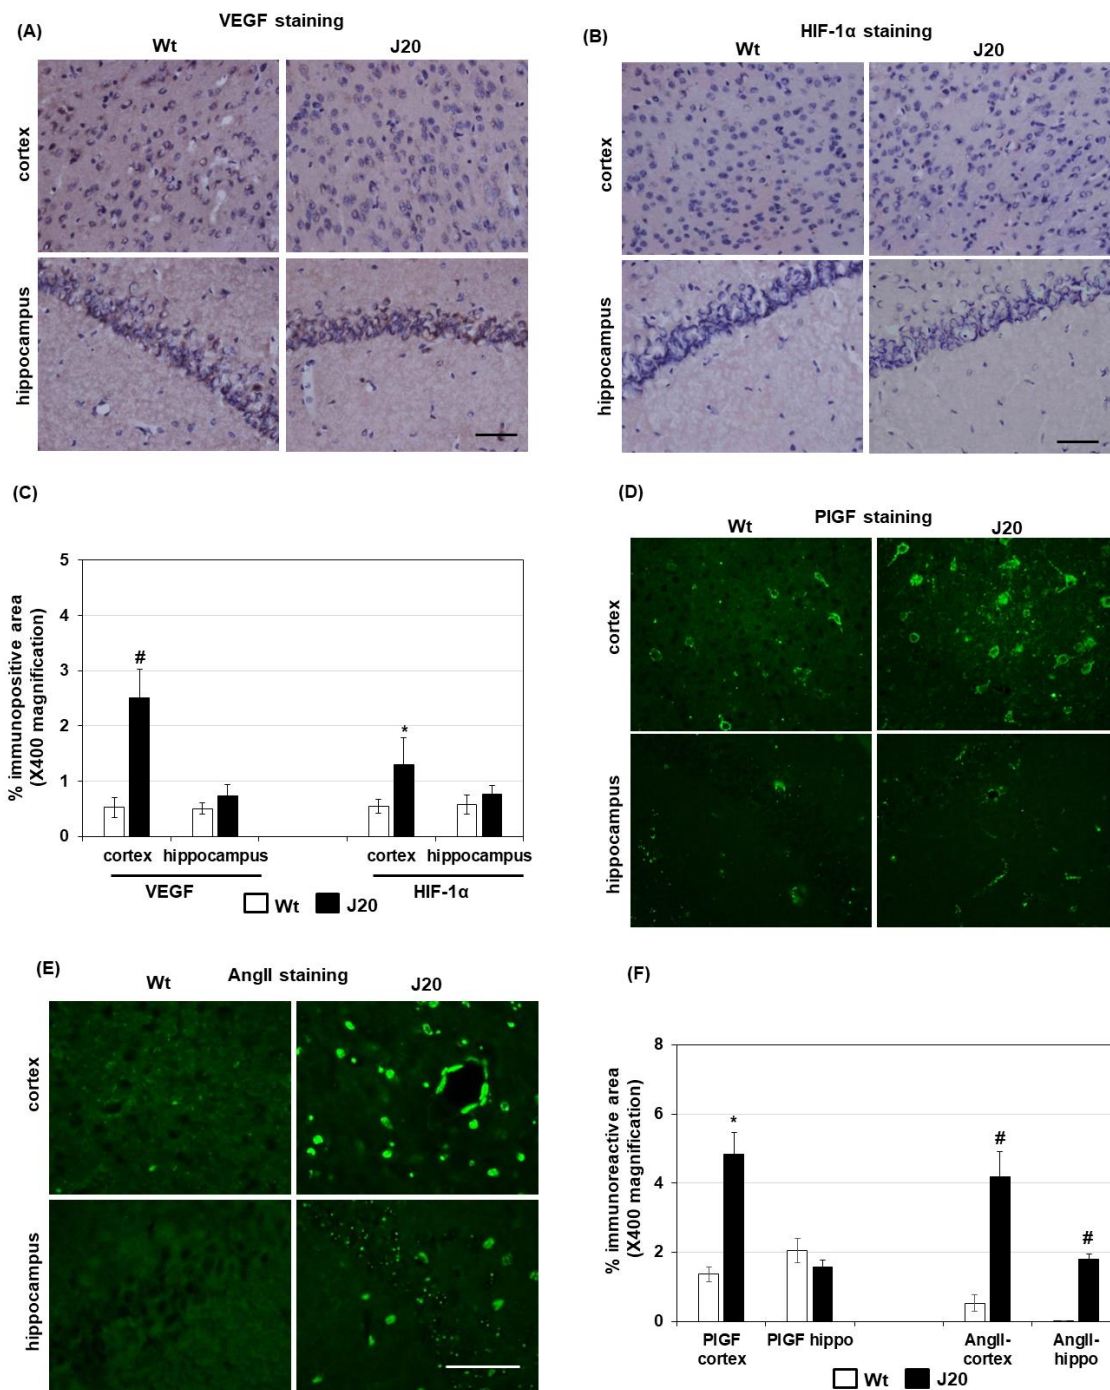 (A)
VEGF staining
Wt
J20
cortex
hippocampus
(B)
HIF-1α staining
Wt
J20
cortex
hippocampus
(C)
% immunopositive area
(X400 magnification)
5
4
3
2
1
0
#
*
cortex hippocampus
cortex hippocampus
VEGF
HIF-1α
Wt
J20
(D)
PlGF staining
Wt
J20
cortex
hippocampus
(E)
AngII staining
Wt
J20
cortex
hippocampus
(F)
% immunoreactive area
(X400 magnification)
8
6
4
2
0
*
#
#
PlGF
cortex
PlGF hippo
AngII-
cortex
AngII-
hippo
Wt
J20